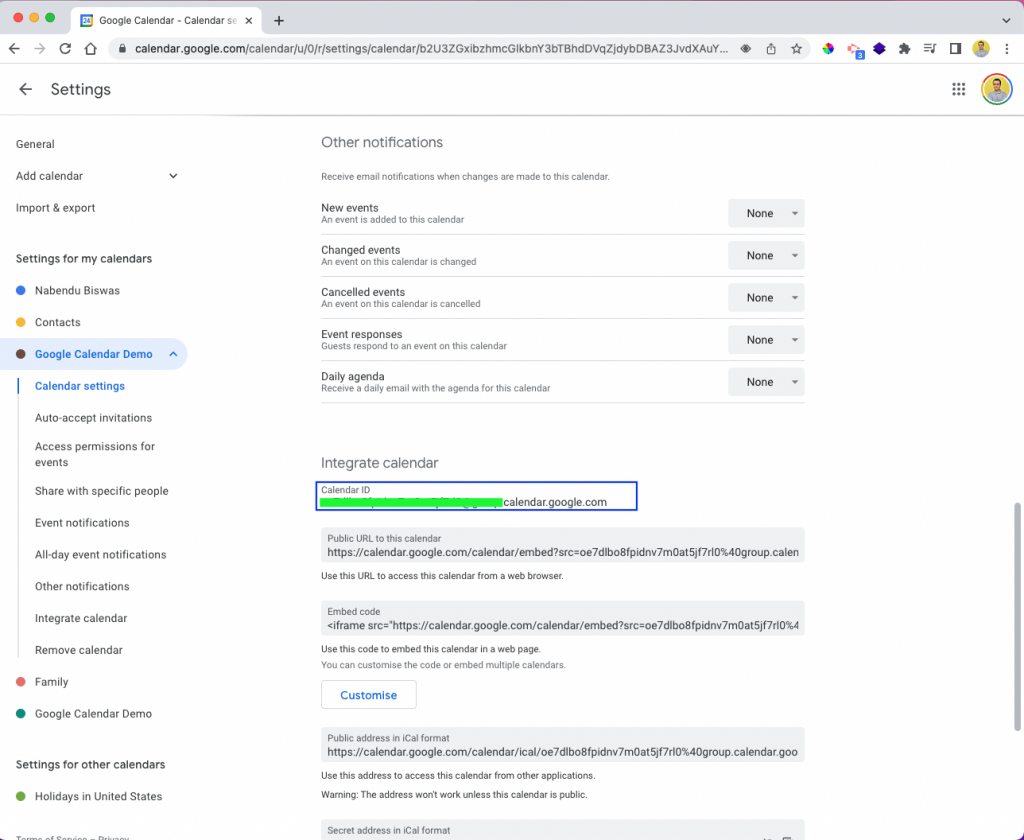 Google Calendar - Calendar se
calendar.google.com/calendar/u/0/r/settings/calendar/b2U3ZGxibzhmcGlkbnY3bTBhdDVqZjdybDBAZ3JvdXAuY...
3
Settings
General
Add calendar
Import & export
Settings for my calendars
Nabendu Biswas
Contacts
Google Calendar Demo
Calendar settings
Auto-accept invitations
Access permissions for
events
Share with specific people
Event notifications
All-day event notifications
Other notifications
Integrate calendar
Remove calendar
Family
Google Calendar Demo
Settings for other calendars
Holidays in United States
Terms of Service – Privacy
Other notifications
Receive email notifications when changes are made to this calendar.
New events
An event is added to this calendar
None
Changed events
An event on this calendar is changed
None
Cancelled events
An event on this calendar is cancelled
None
Event responses
Guests respond to an event on this calendar
None
Daily agenda
Receive a daily email with the agenda for this calendar
None
Integrate calendar
Calendar ID
calendar.google.com
Public URL to this calendar
https://calendar.google.com/calendar/embed?src=oe7dlbo8fpidnv7m0at5jf7rl0%40group.calen
Use this URL to access this calendar from a web browser.
Embed code
<iframe src="https://calendar.google.com/calendar/embed?src=oe7dlbo8fpidnv7m0at5jf7rl0%4
Use this code to embed this calendar in a web page.
You can customise the code or embed multiple calendars.
Customise
Public address in iCal format
https://calendar.google.com/calendar/ical/oe7dlbo8fpidnv7m0at5jf7rl0%40group.calendar.goo
Use this address to access this calendar from other applications.
Warning: The address won't work unless this calendar is public.
Secret address in iCal format